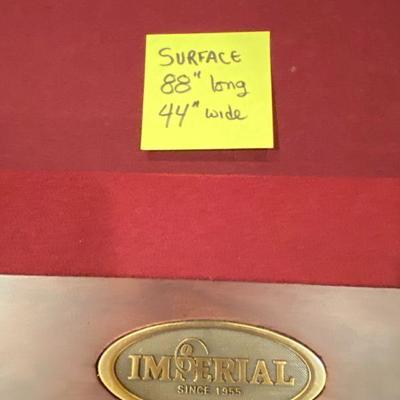 SURFACE
88" long
44" wide
IMPERIAL
SINCE 1955